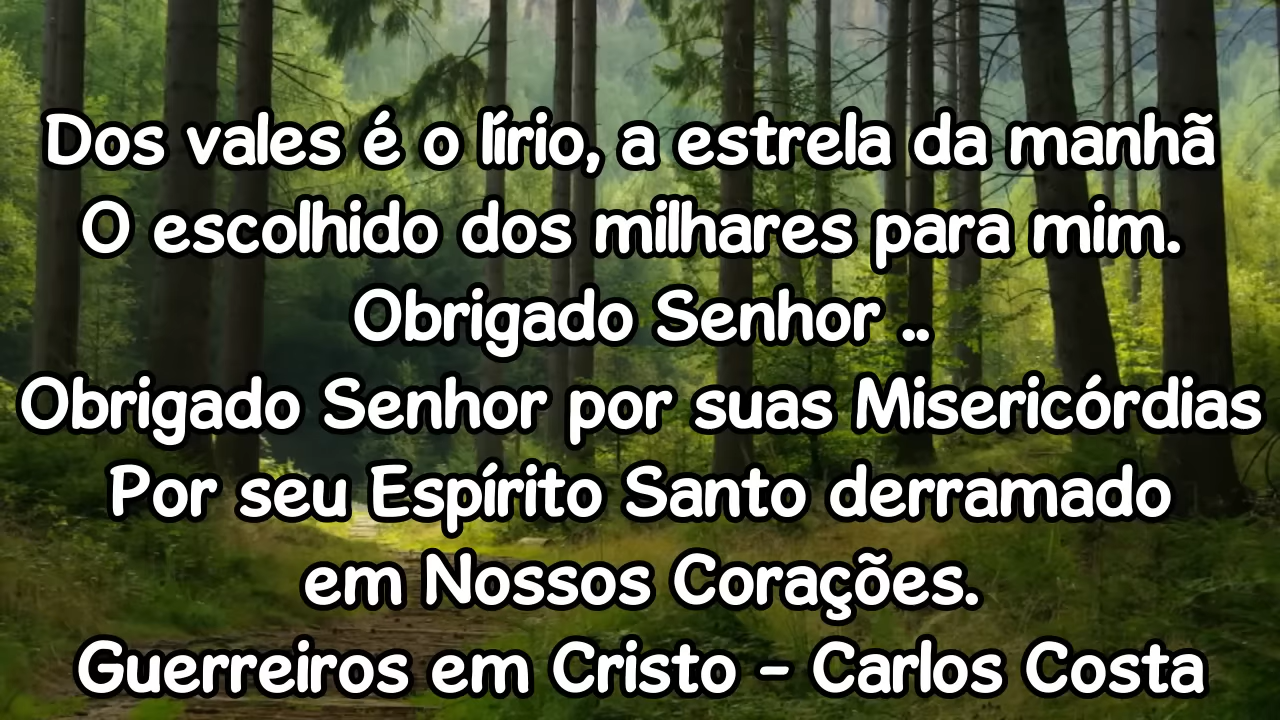 Dos vales é o lírio, a estrela da manhã
O escolhido dos milhares para mim.
Obrigado Senhor ..
Obrigado Senhor por suas Misericórdias
Por seu Espírito Santo derramado
em Nossos Corações.
Guerreiros em Cristo - Carlos Costa